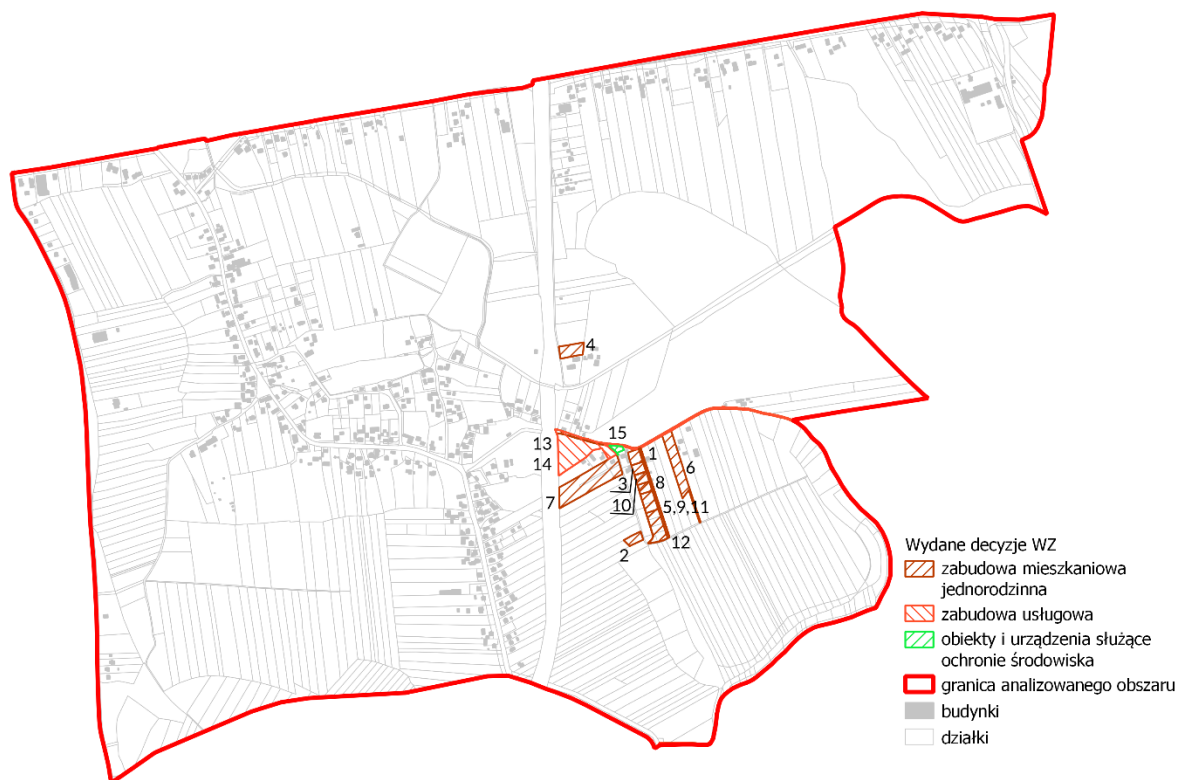 4
13
15
14
1
6
3
8
7
10
5,9,11
2
12
Wydane decyzje WZ
zabudowa mieszkaniowa
jednorodzinna
zabudowa usługowa
obiekty i urządzenia służące
ochronie środowiska
granica analizowanego obszaru
budynki
działki